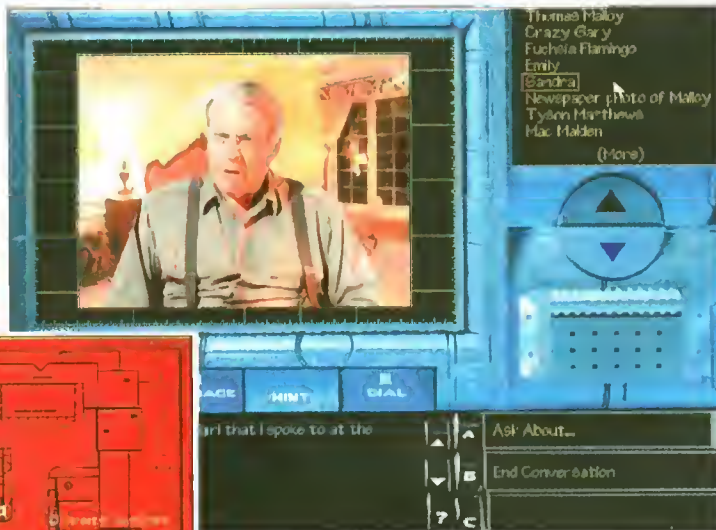 Thomas Malloy
Crazy Gary
Fuchsia Flamingo
Emily
Sandra
Newspaper photo of Malloy
Tyson Matthews
Mac Malden
(More)
HINT
DIAL
girl that I spoke to at the
A
B
?
C
Ask About...
End Conversation